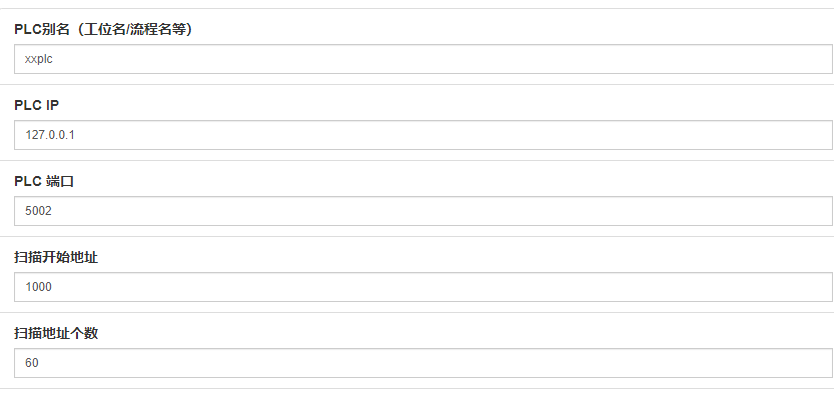 PLC别名（工位名/流程名等）
xxplc
PLC IP
127.0.0.1
PLC 端口
5002
扫描开始地址
1000
扫描地址个数
60